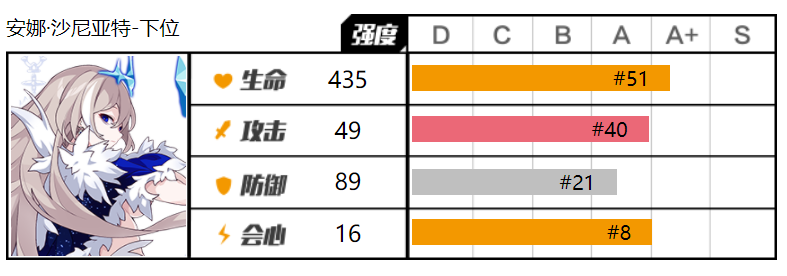 安娜·沙尼亚特-下位
强度 D C B A A+ S
生命 435 #51
攻击 49 #40
防御 89 #21
会心 16 #8